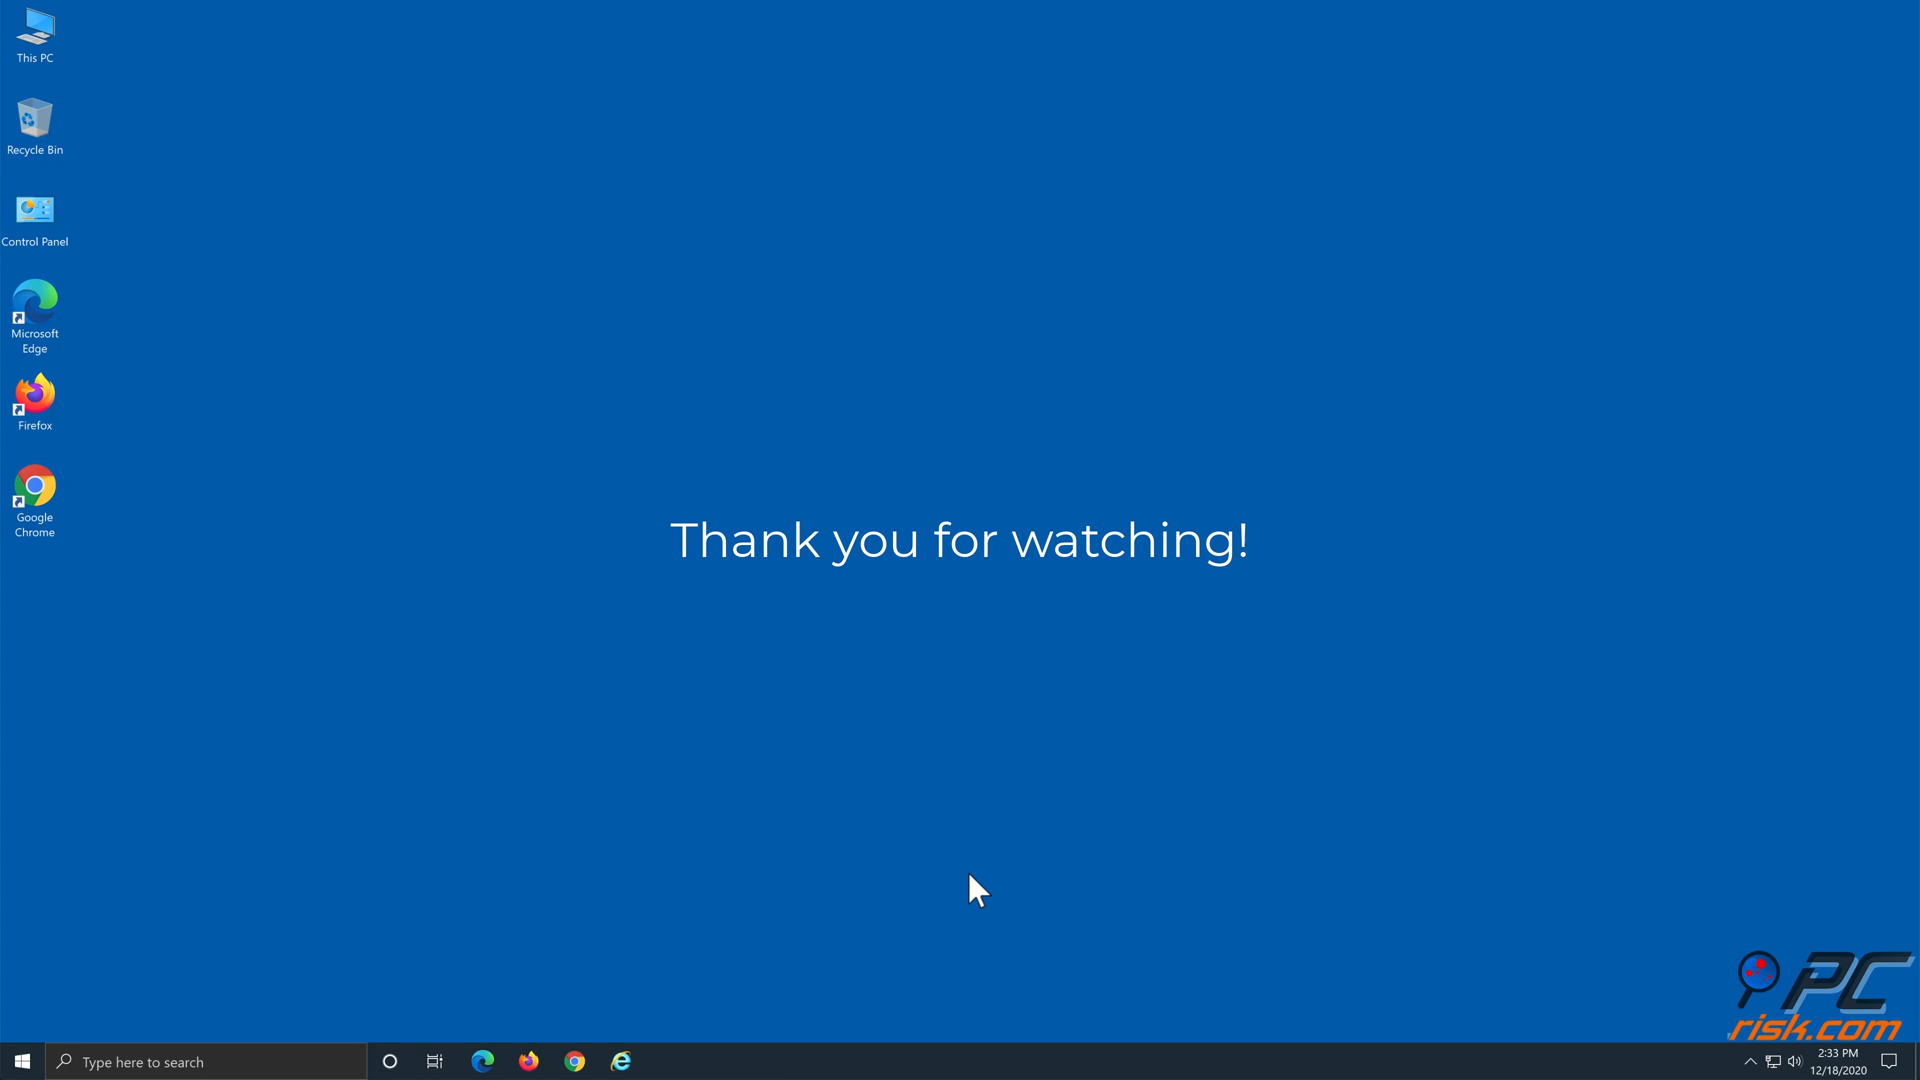 This PC
Recycle Bin
Control Panel
Microsoft
Edge
Firefox
Google
Chrome
Thank you for watching!
PC
risk.com
Type here to search
2:33 PM
12/18/2020